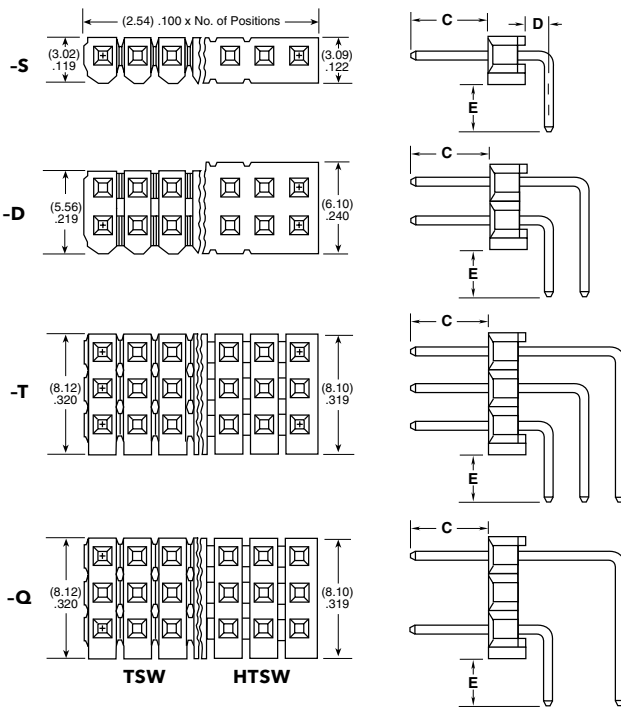 (2.54) .100 x No. of Positions
-S
(3.02)
.119
(3.09)
.122
C
D
E
-D
(5.56)
.219
(6.10)
.240
C
E
-T
(8.12)
.320
(8.10)
.319
C
E
-Q
(8.12)
.320
(8.10)
.319
C
E
TSW
HTSW